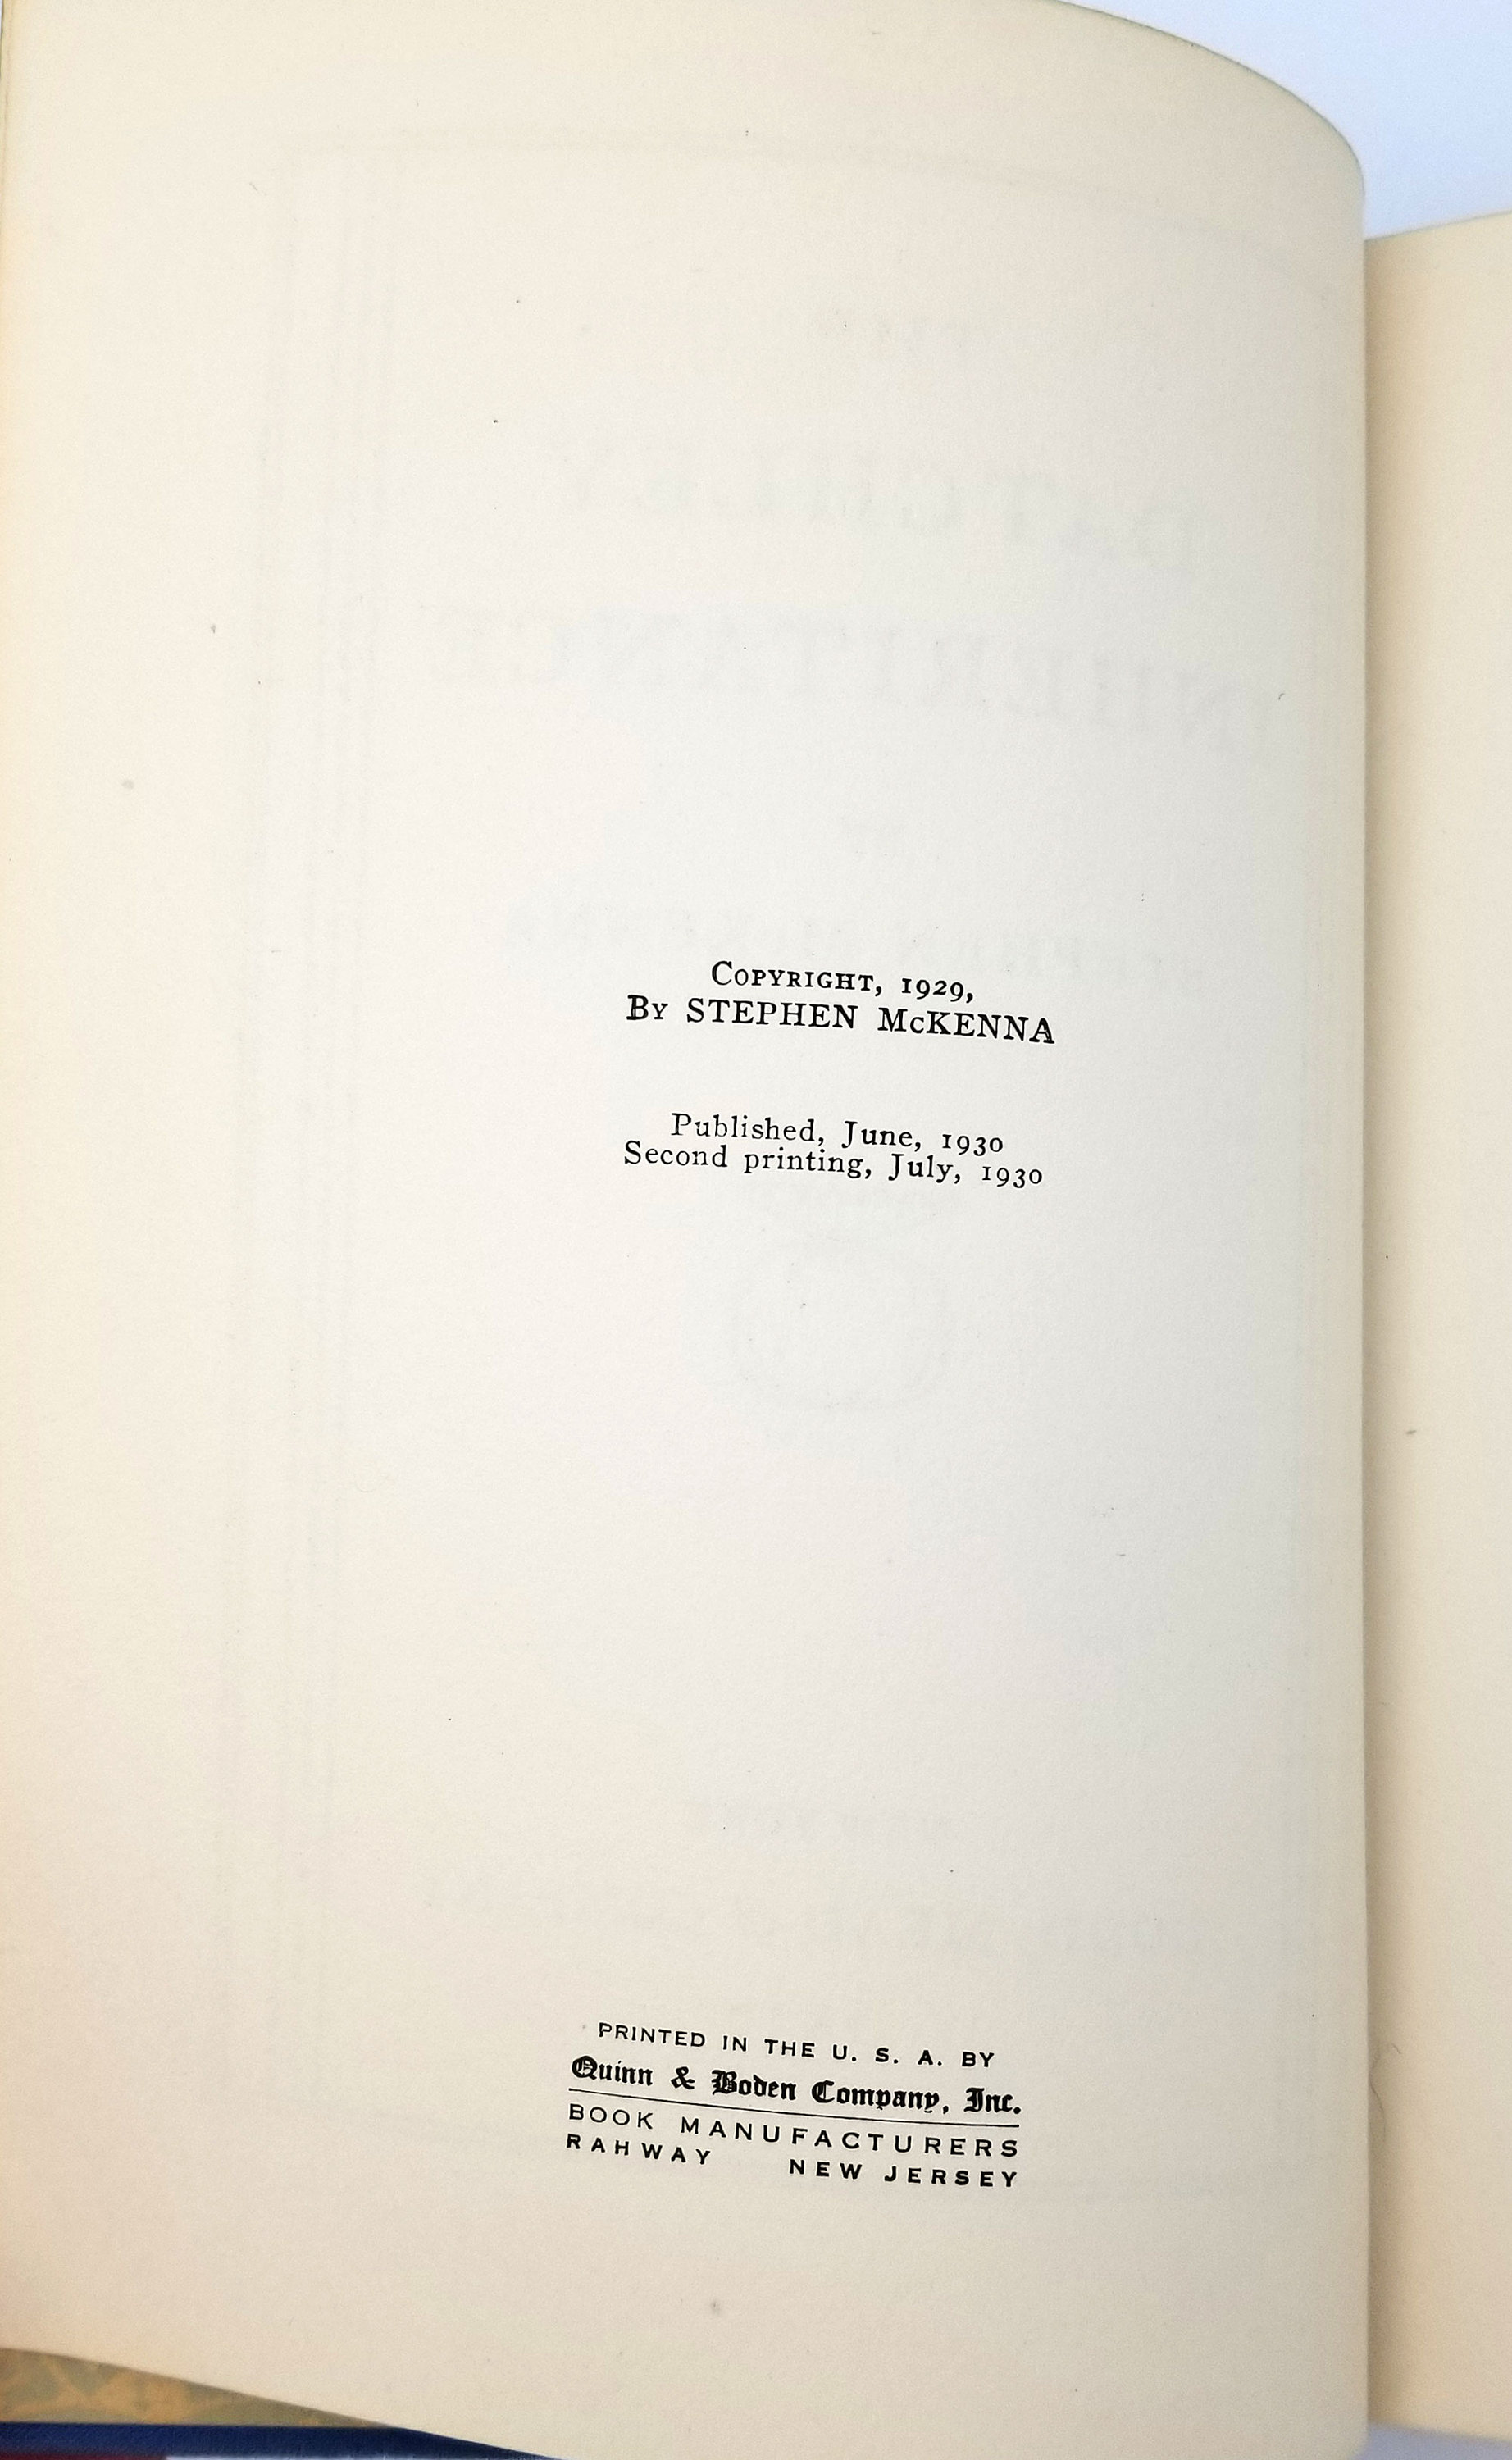 COPYRIGHT, 1929,
BY STEPHEN McKENNA
Published, June, 1930
Second printing, July, 1930
PRINTED IN THE U. S. A. BY
Quinn & Boden Company, Inc.
BOOK MANUFACTURERS
RAHWAY NEW JERSEY